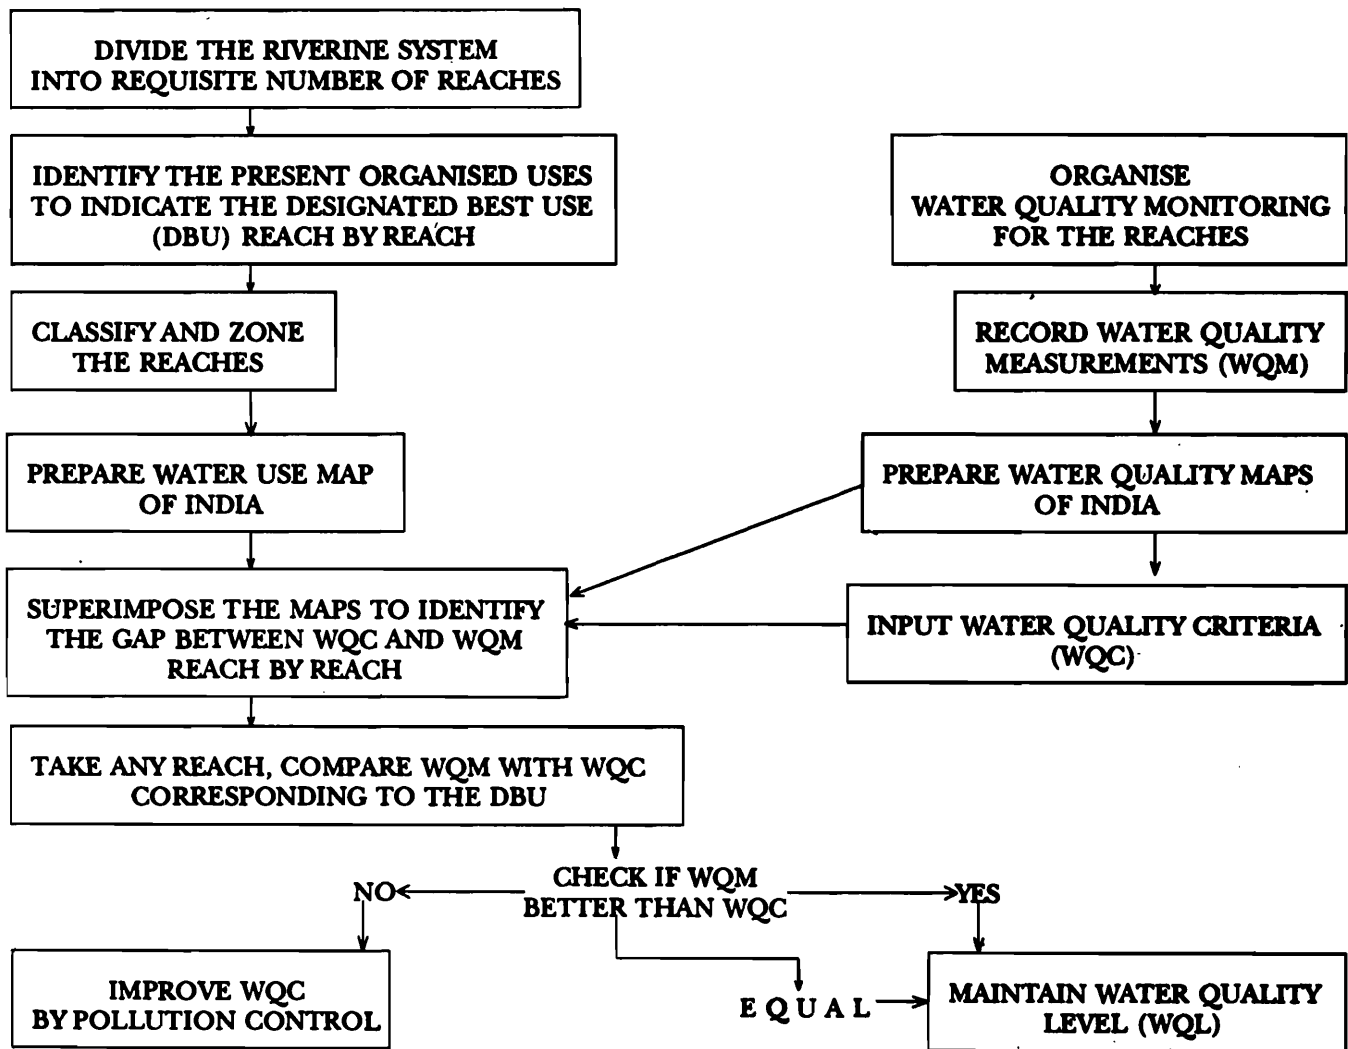 DIVIDE THE RIVERINE SYSTEM
INTO REQUISITE NUMBER OF REACHES
IDENTIFY THE PRESENT ORGANISED USES
TO INDICATE THE DESIGNATED BEST USE
(DBU) REACH BY REACH
CLASSIFY AND ZONE
THE REACHES
PREPARE WATER USE MAP
OF INDIA
ORGANISE
WATER QUALITY MONITORING
FOR THE REACHES
RECORD WATER QUALITY
MEASUREMENTS (WQM)
PREPARE WATER QUALITY MAPS
OF INDIA
INPUT WATER QUALITY CRITERIA
(WQC)
SUPERIMPOSE THE MAPS TO IDENTIFY
THE GAP BETWEEN WQC AND WQM
REACH BY REACH
TAKE ANY REACH, COMPARE WQM WITH WQC
CORRESPONDING TO THE DBU
CHECK IF WQM
BETTER THAN WQC
NO
YES
EQUAL
IMPROVE WQC
BY POLLUTION CONTROL
MAINTAIN WATER QUALITY
LEVEL (WQL)